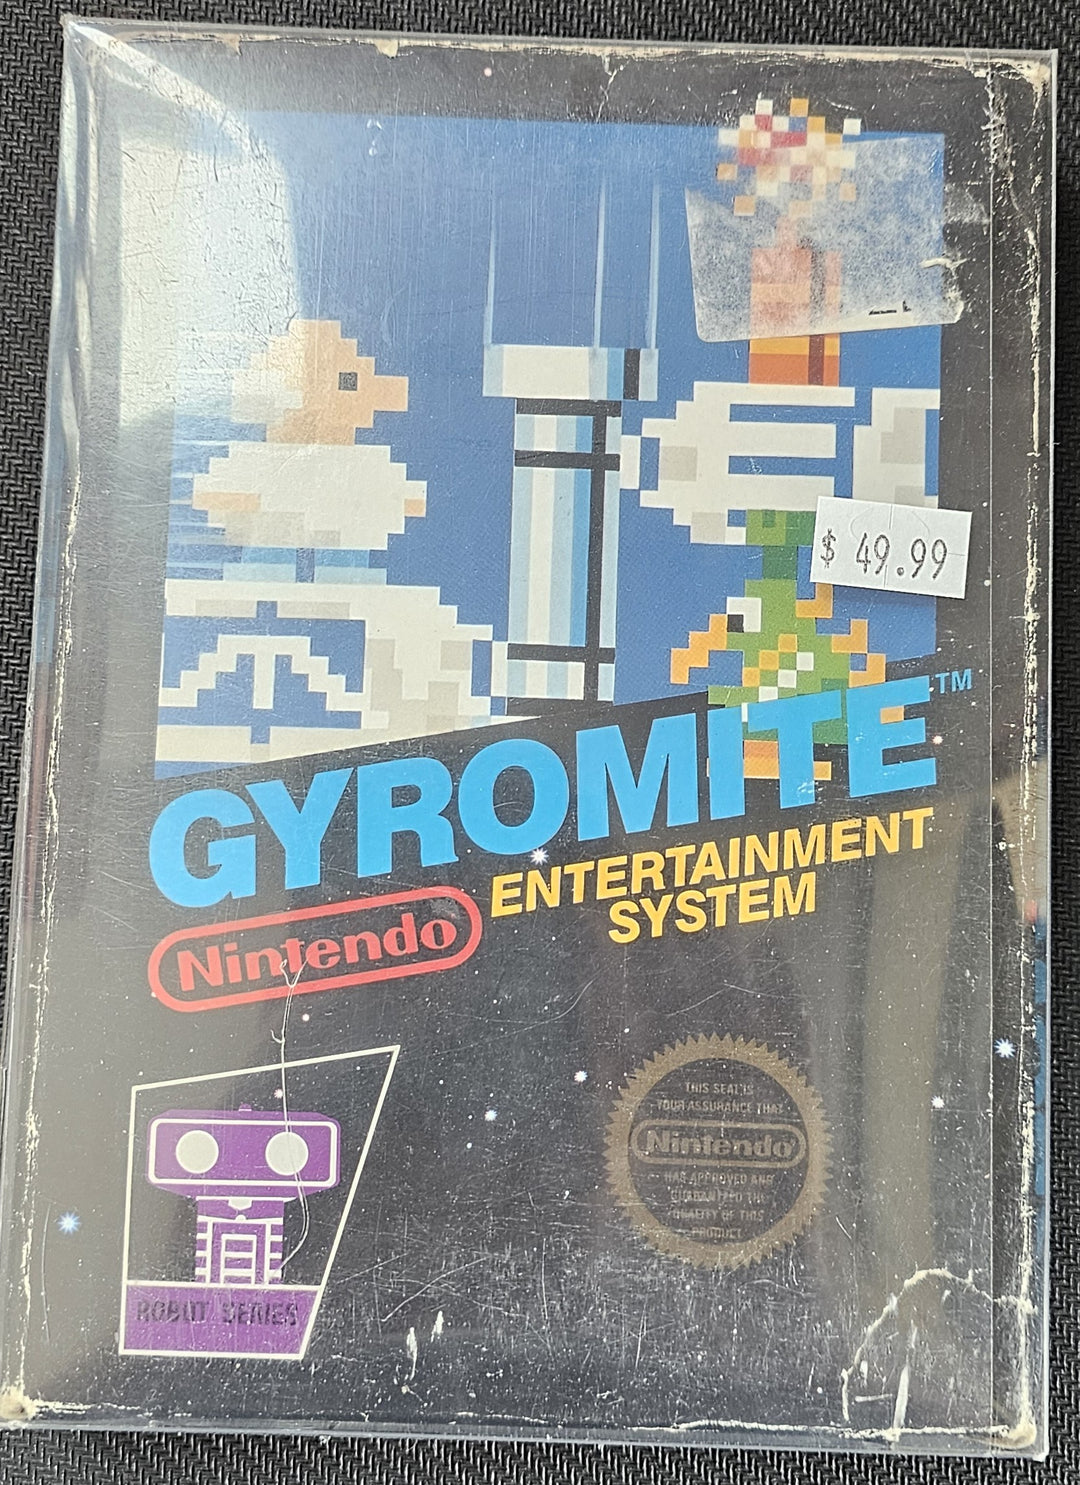 $ 49.99
GYROMITE™
Nintendo
ENTERTAINMENT
SYSTEM
THIS SEAL IS
YOUR ASSURANCE THAT
Nintendo
HAS APPROVED AND
GUARANTEED THE
QUALITY OF THIS
PRODUCT.
ROBOT SERIES